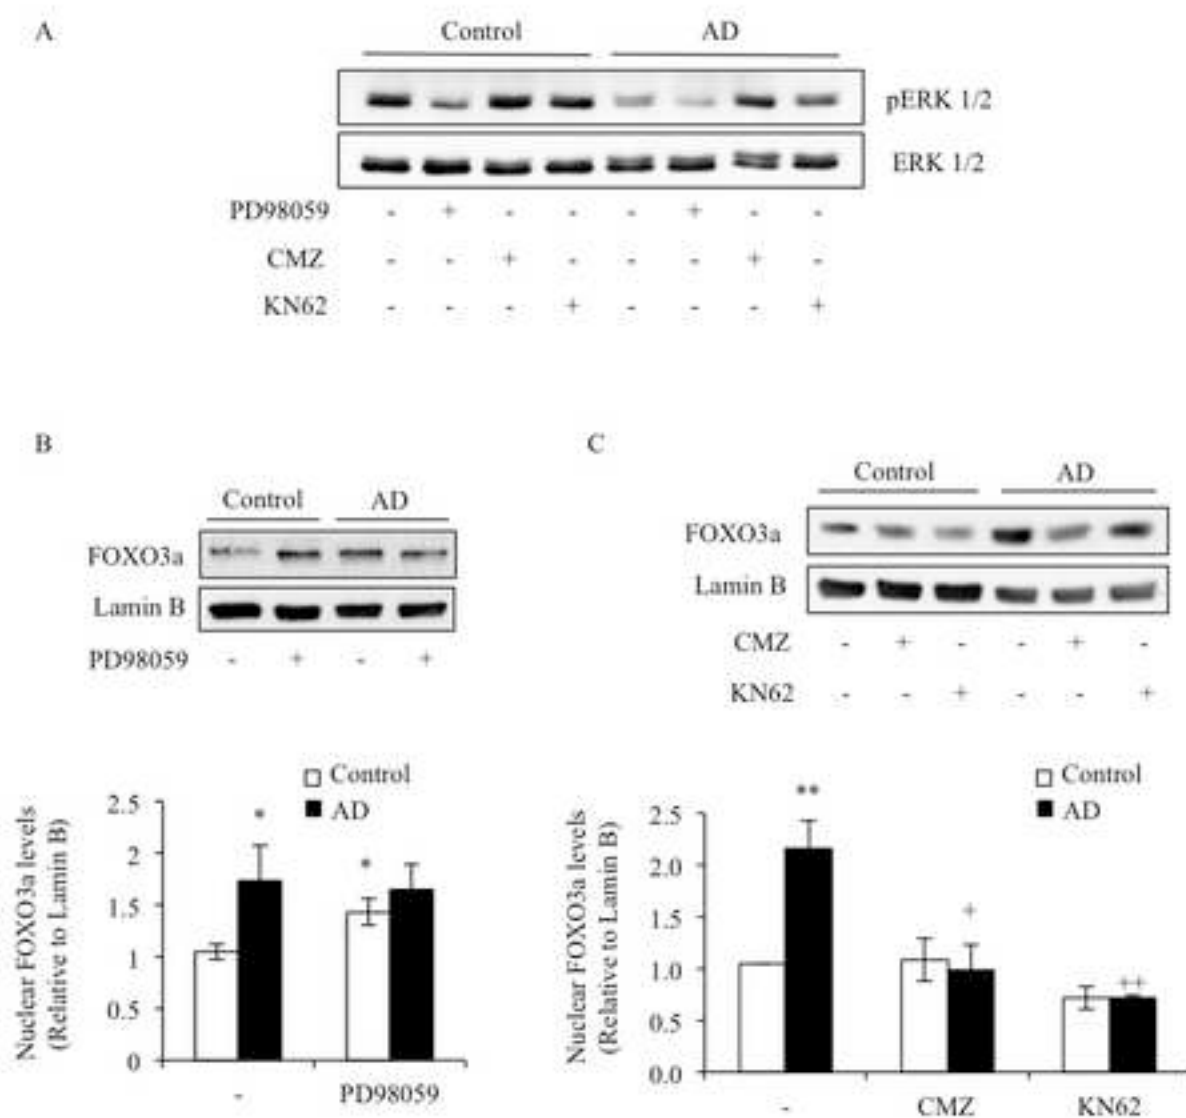 A
Control AD
pERK 1/2
ERK 1/2
PD98059 - + - - - + - -
CMZ - - + - - - + -
KN62 - - - + - - - +
B
Control AD
FOXO3a
Lamin B
PD98059 - + - +
Nuclear FOXO3a levels
(Relative to Lamin B)
Control
AD
2.5
2
1.5
1
0.5
0
* *
- PD98059
C
Control AD
FOXO3a
Lamin B
CMZ - + - - + -
KN62 - - + - - +
Nuclear FOXO3a levels
(Relative to Lamin B)
Control
AD
2.5
2.0
1.5
1.0
0.5
0.0
** + ++
- CMZ KN62